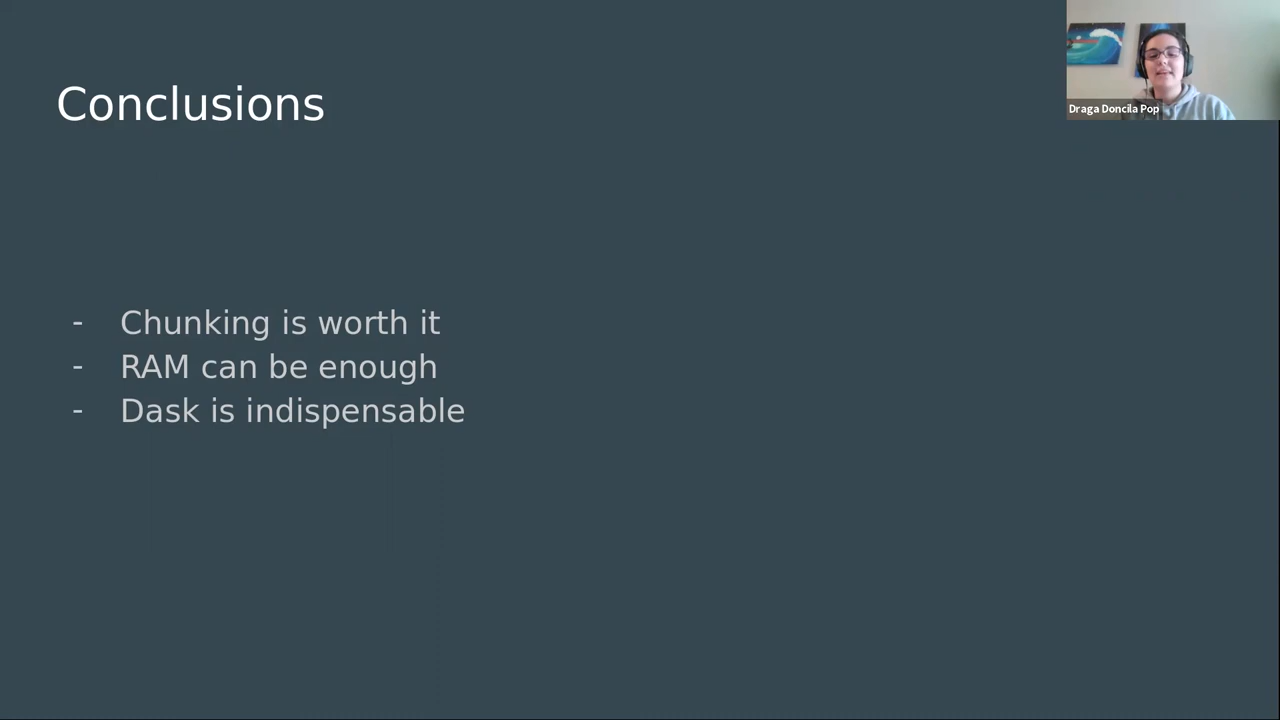 Conclusions
Draga Doncila Pop
- Chunking is worth it
- RAM can be enough
- Dask is indispensable